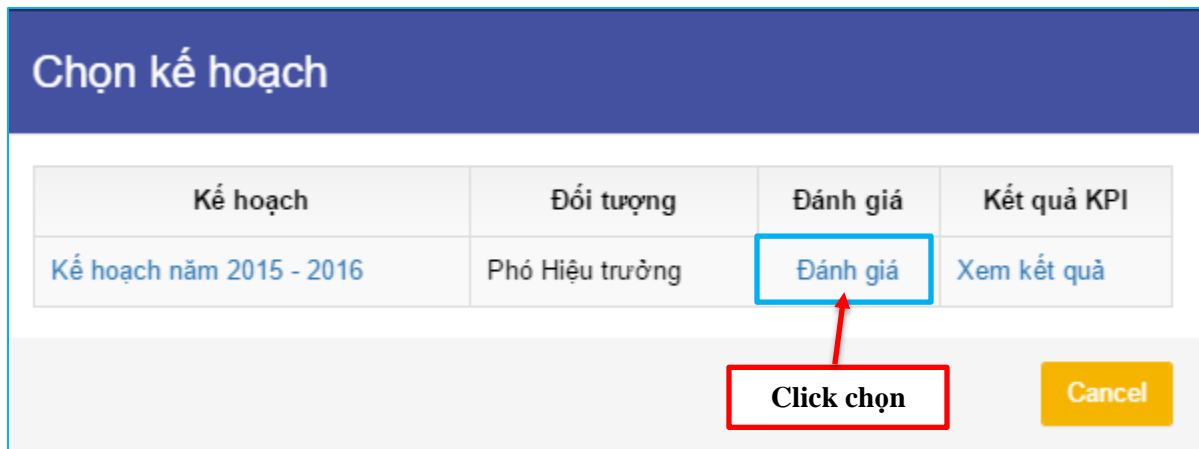 Chọn kế hoạch
Kế hoạch Đối tượng Đánh giá Kết quả KPI
Kế hoạch năm 2015 - 2016 Phó Hiệu trưởng Đánh giá Xem kết quả
Click chọn Cancel